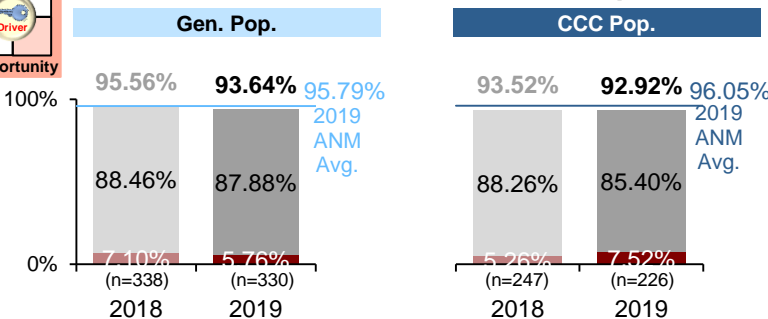 Driver
ortunity
Gen. Pop.
CCC Pop.
95.56%
93.64%
95.79%
2019
ANM
Avg.
93.52%
92.92%
96.05%
2019
ANM
Avg.
100%
88.46%
87.88%
88.26%
85.40%
7.10%
5.76%
5.26%
7.52%
0%
(n=338)
(n=330)
(n=247)
(n=226)
2018
2019
2018
2019